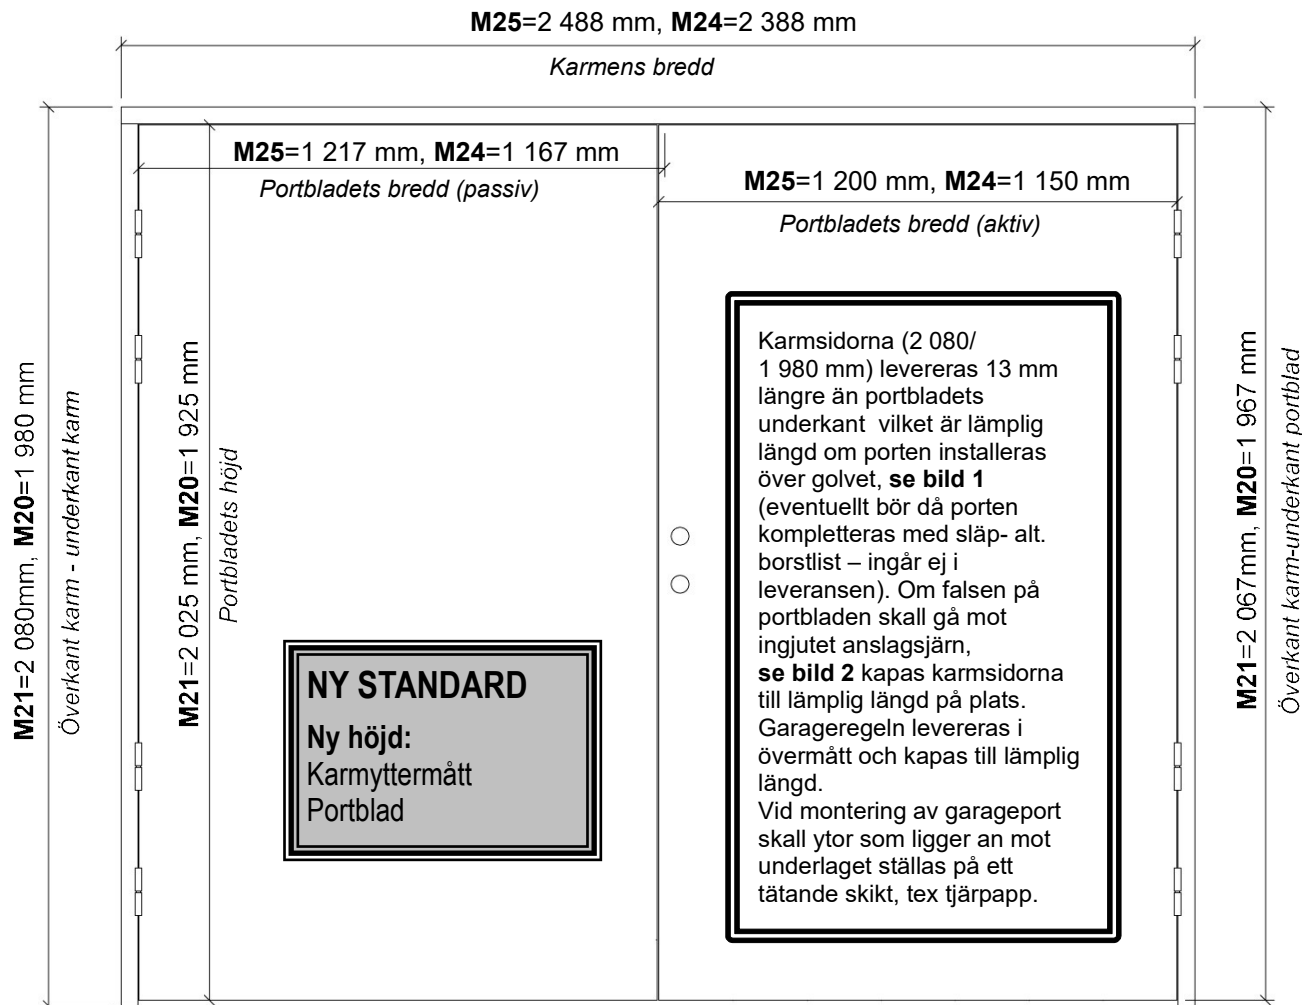 M25=2 488 mm, M24=2 388 mm
Karmens bredd
M25=1 217 mm, M24=1 167 mm
Portbladets bredd (passiv)
M25=1 200 mm, M24=1 150 mm
Portbladets bredd (aktiv)
M21=2 080mm, M20=1 980 mm
Överkant karm - underkant karm
M21=2 025 mm, M20=1 925 mm
Portbladets höjd
NY STANDARD
Ny höjd:
Karmyttermått
Portblad
Karmsidorna (2 080/
1 980 mm) levereras 13 mm
längre än portbladets
underkant vilket är lämplig
längd om porten installeras
över golvet, se bild 1
(eventuellt bör då porten
kompletteras med släp- alt.
borstlist – ingår ej i
leveransen). Om falsen på
portbladen skall gå mot
ingjutet anslagsjärn,
se bild 2 kapas karmsidorna
till lämplig längd på plats.
Garageregeln levereras i
övermått och kapas till lämplig
längd.
Vid montering av garageport
skall ytor som ligger an mot
underlaget ställas på ett
tätande skikt, tex tjärpapp.
M21=2 067mm, M20=1 967 mm
Överkant karm-underkant portblad